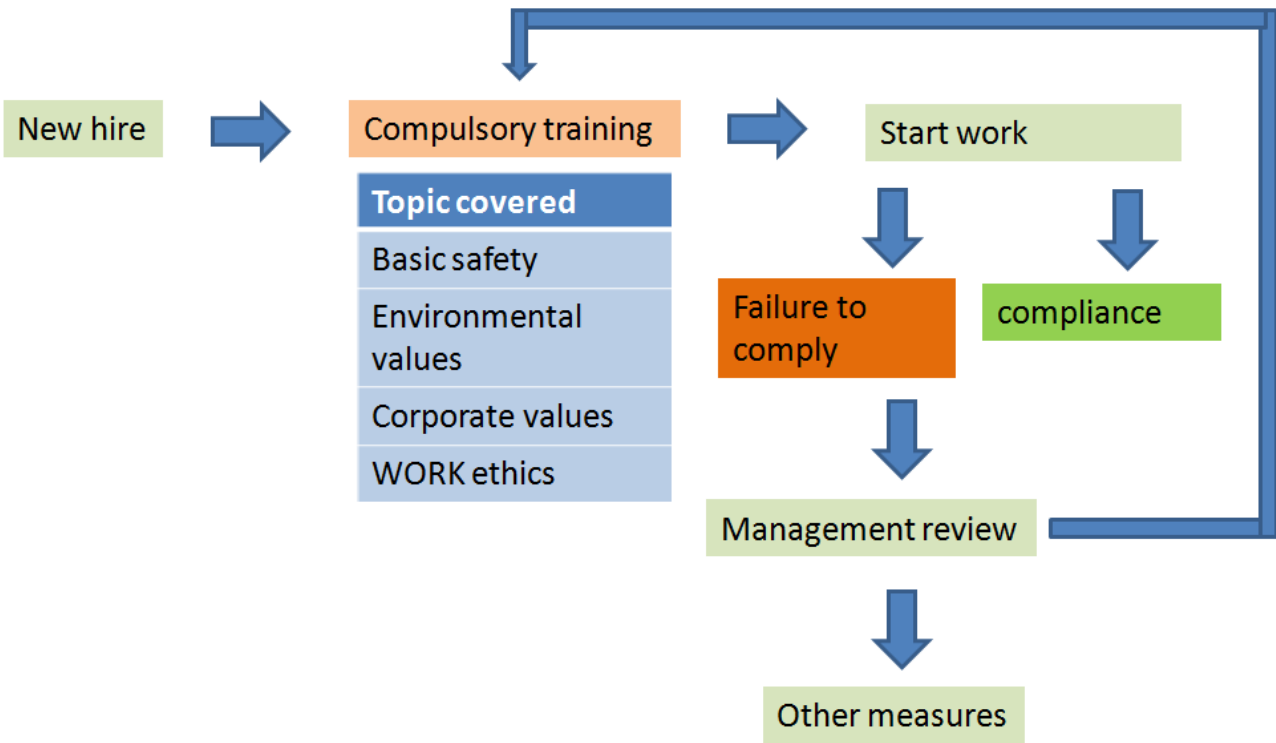 New hire
Compulsory training
Start work
Topic covered
Basic safety
Environmental
values
Corporate values
WORK ethics
Failure to
comply
compliance
Management review
Other measures